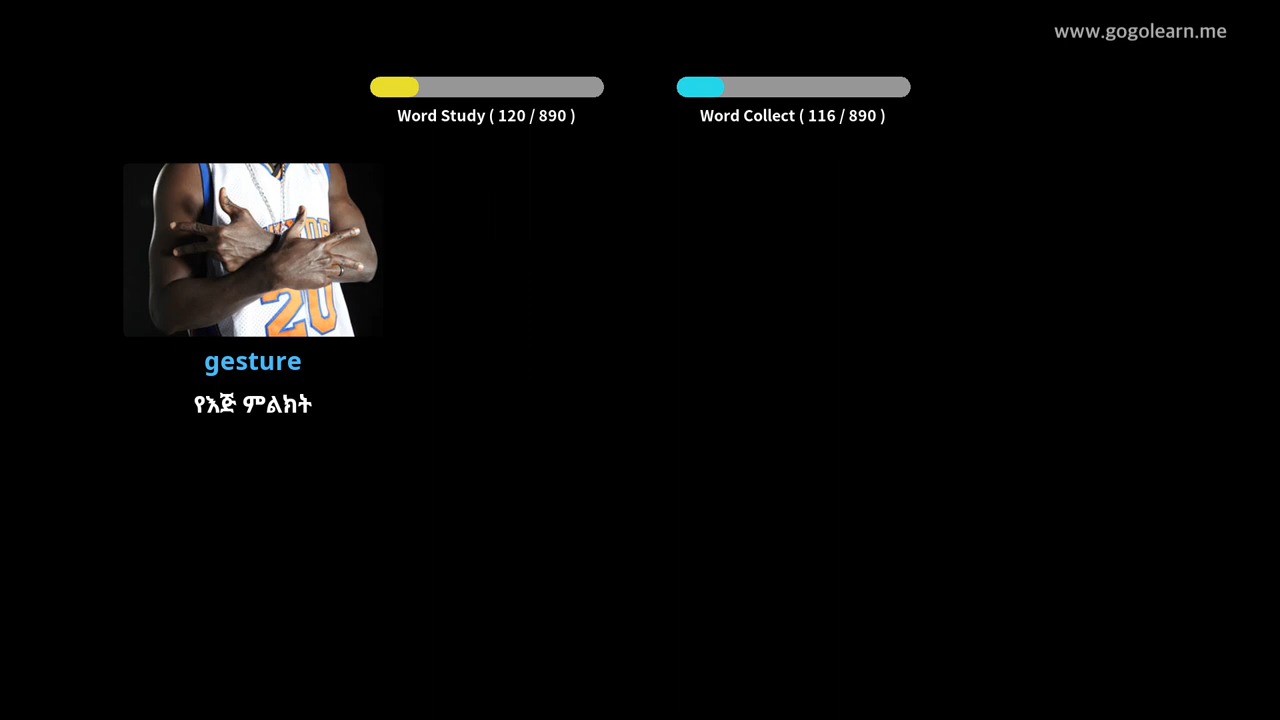 www.gogolearn.me
Word Study ( 120 / 890 )
Word Collect ( 116 / 890 )
20
gesture
የእጅ ምልክት